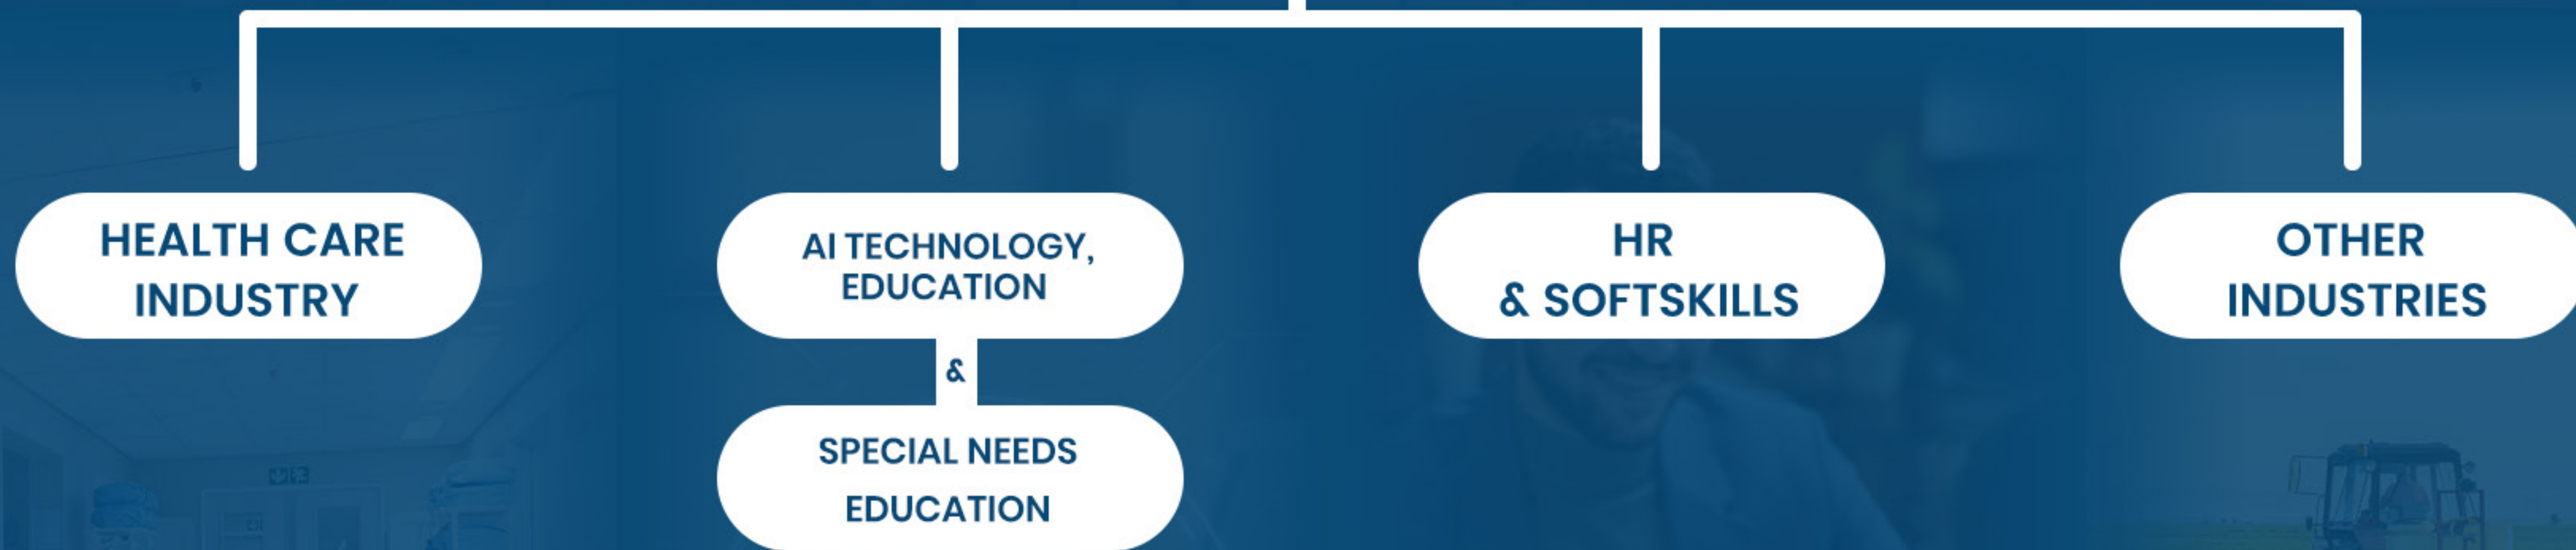 HEALTH CARE
INDUSTRY
AI TECHNOLOGY,
EDUCATION
&
SPECIAL NEEDS
EDUCATION
HR
& SOFTSKILLS
OTHER
INDUSTRIES